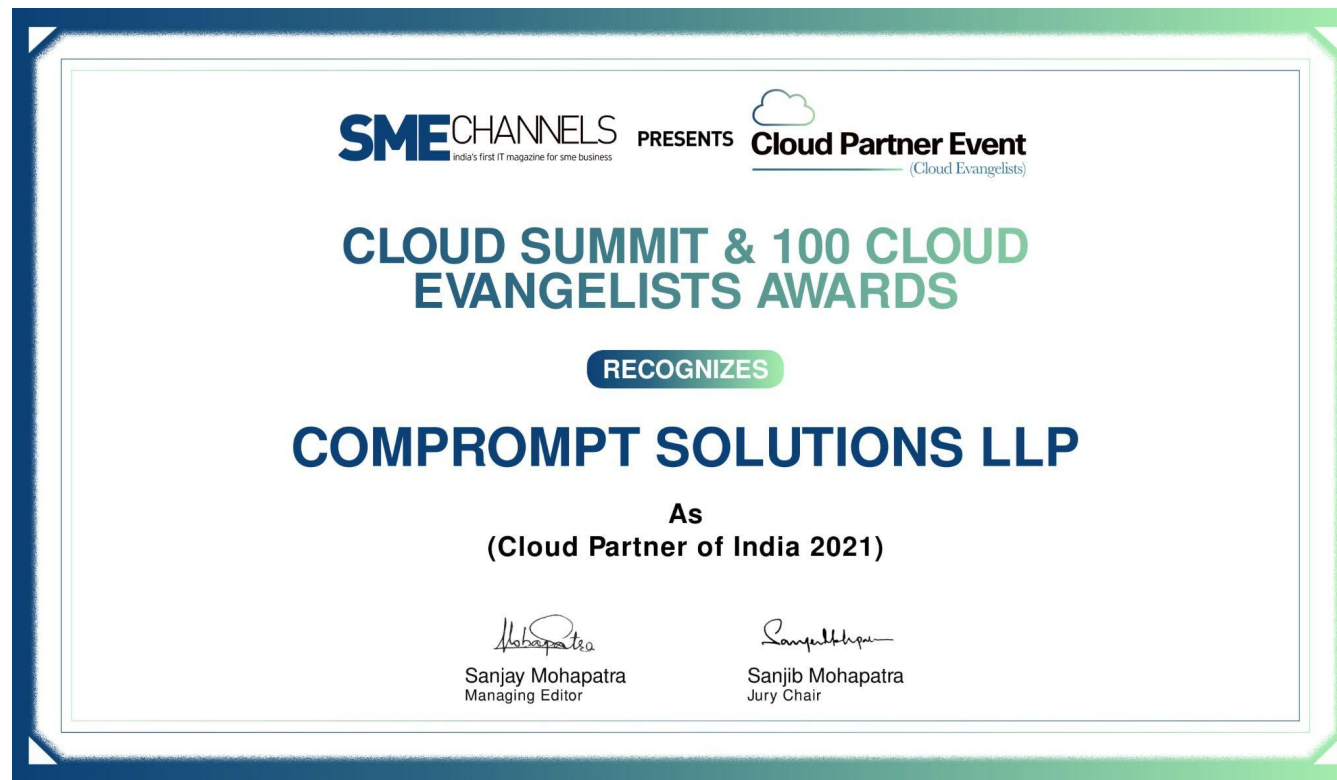 SMECHANNELS
india's first IT magazine for sme business
PRESENTS
Cloud Partner Event
(Cloud Evangelists)
CLOUD SUMMIT & 100 CLOUD
EVANGELISTS AWARDS
RECOGNIZES
COMPROMPT SOLUTIONS LLP
As
(Cloud Partner of India 2021)
Mohapatra
Sanjay Mohapatra
Managing Editor
Sanjib Mohapatra
Jury Chair